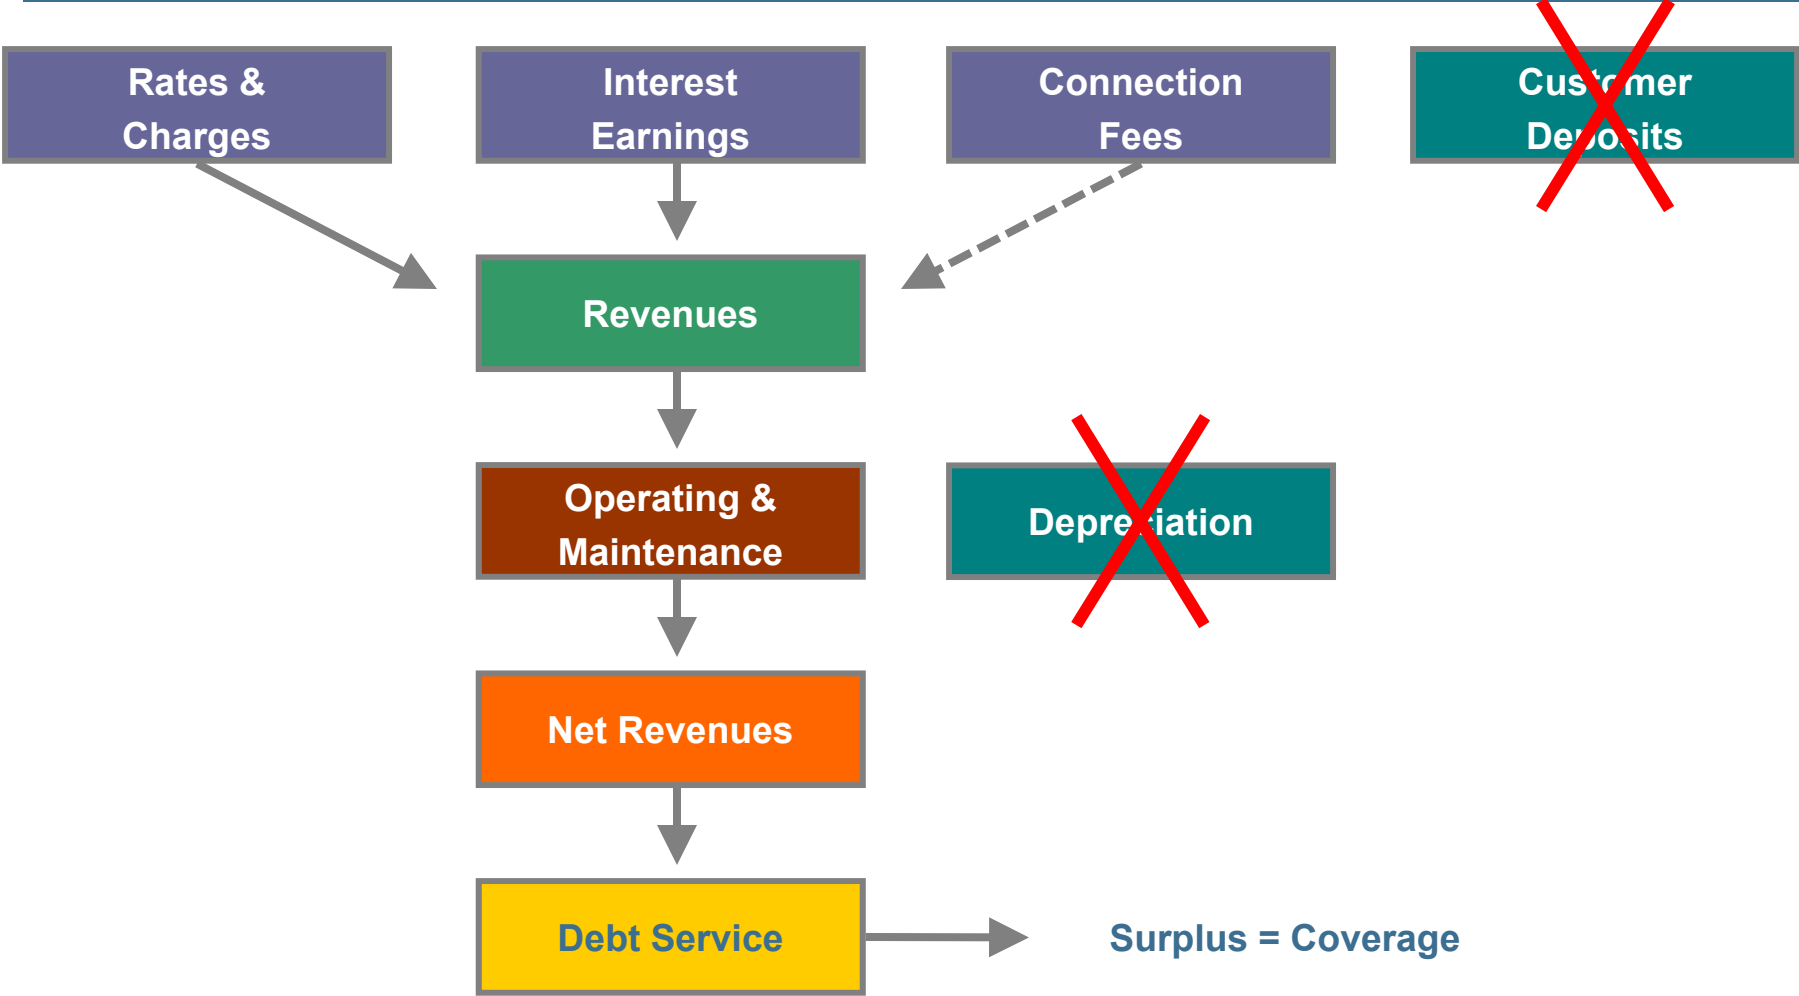 Rates &
Charges
Interest
Earnings
Connection
Fees
Customer
Deposits
Revenues
Operating &
Maintenance
Depreciation
Net Revenues
Debt Service
Surplus = Coverage